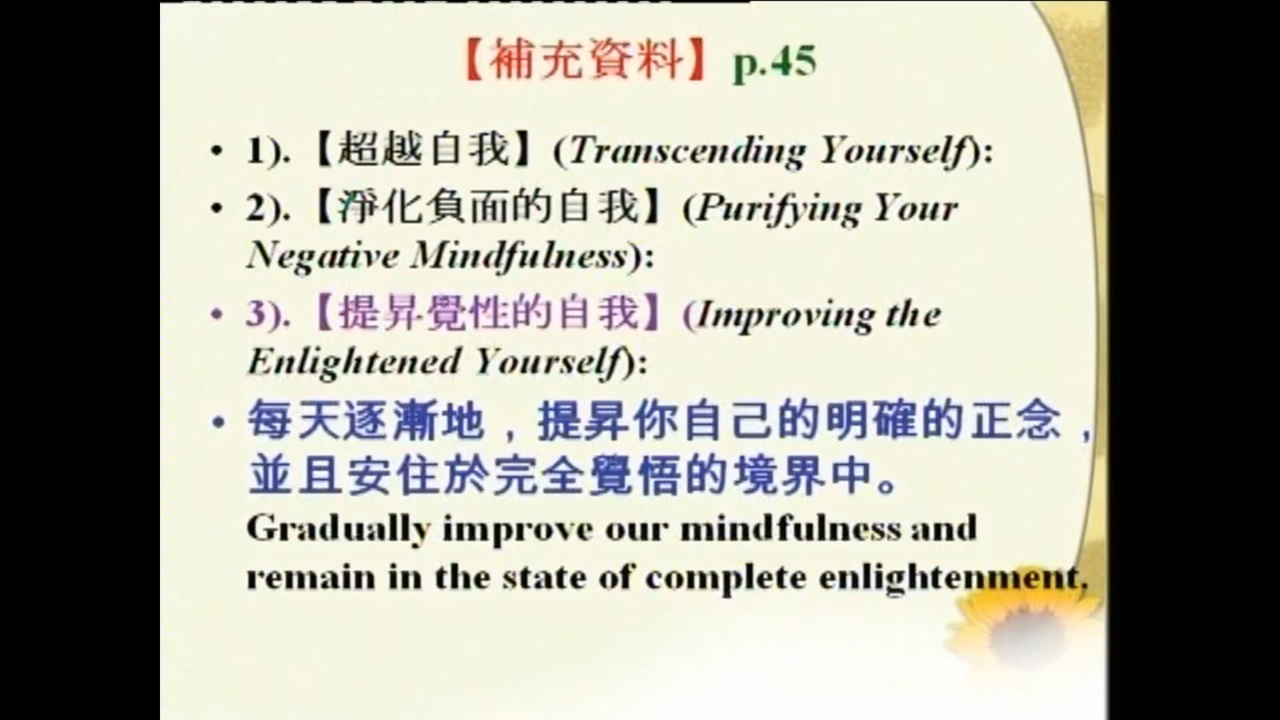 【補充資料】p.45
• 1).【超越自我】(Transcending Yourself):
• 2).【淨化負面的自我】(Purifying Your
Negative Mindfulness):
• 3).【提昇覺性的自我】(Improving the
Enlightened Yourself):
• 每天逐漸地，提昇你自己的明確的正念，
並且安住於完全覺悟的境界中。
Gradually improve our mindfulness and
remain in the state of complete enlightenment.